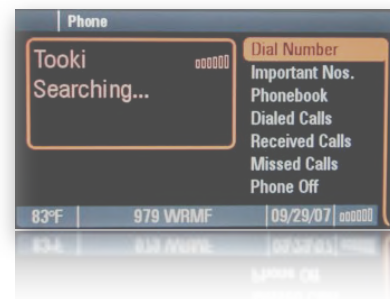 Phone
Tooki
Searching...
Dial Number
Important Nos.
Phonebook
Dialed Calls
Received Calls
Missed Calls
Phone Off
83°F 979 WRMF 09/29/07